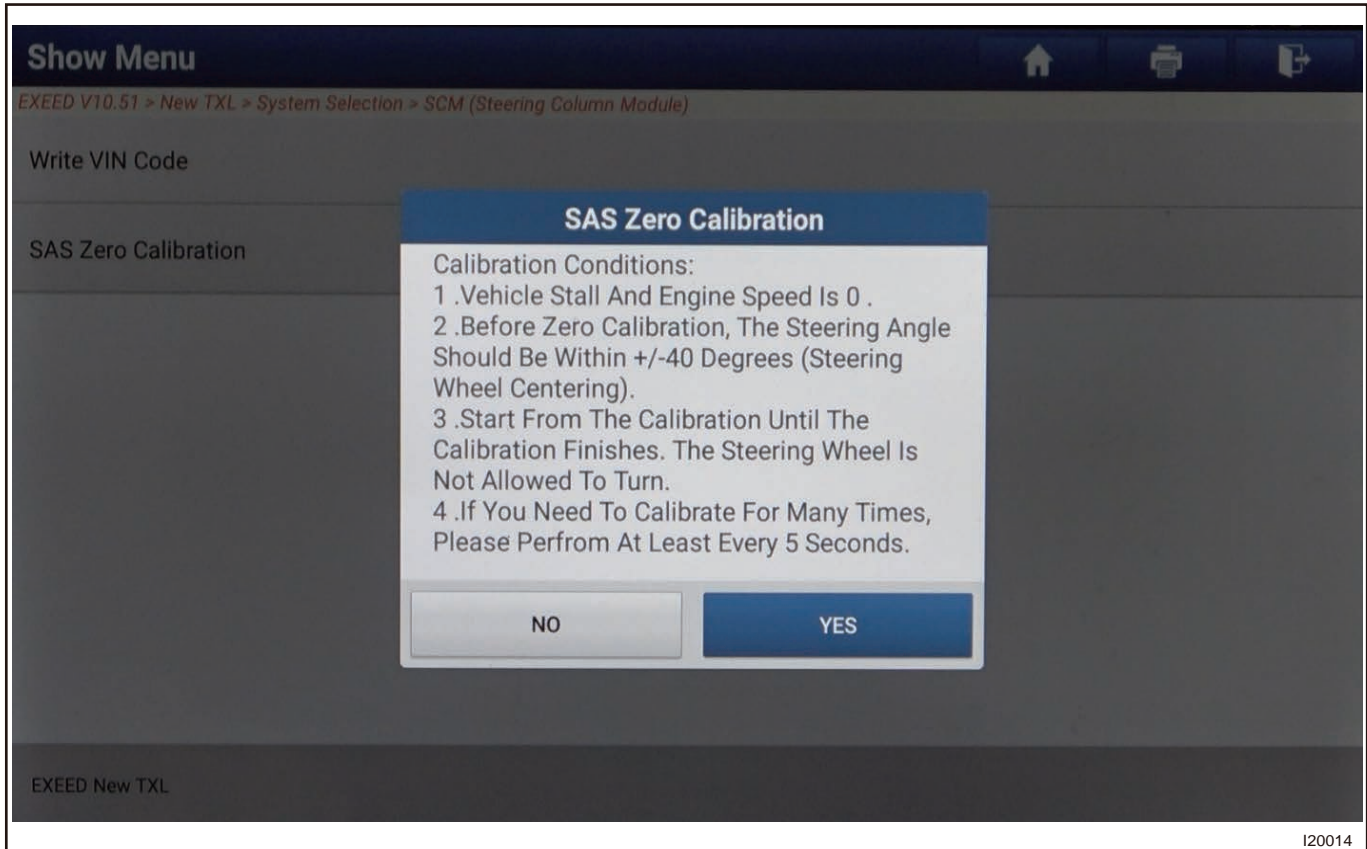 Show Menu
EXEED V10.51 > New TXL > System Selection > SCM (Steering Column Module)
Write VIN Code
SAS Zero Calibration
SAS Zero Calibration
Calibration Conditions:
1 .Vehicle Stall And Engine Speed Is 0 .
2 .Before Zero Calibration, The Steering Angle
Should Be Within +/-40 Degrees (Steering
Wheel Centering).
3 .Start From The Calibration Until The
Calibration Finishes. The Steering Wheel Is
Not Allowed To Turn.
4 .If You Need To Calibrate For Many Times,
Please Perfrom At Least Every 5 Seconds.
NO
YES
EXEED New TXL
I20014